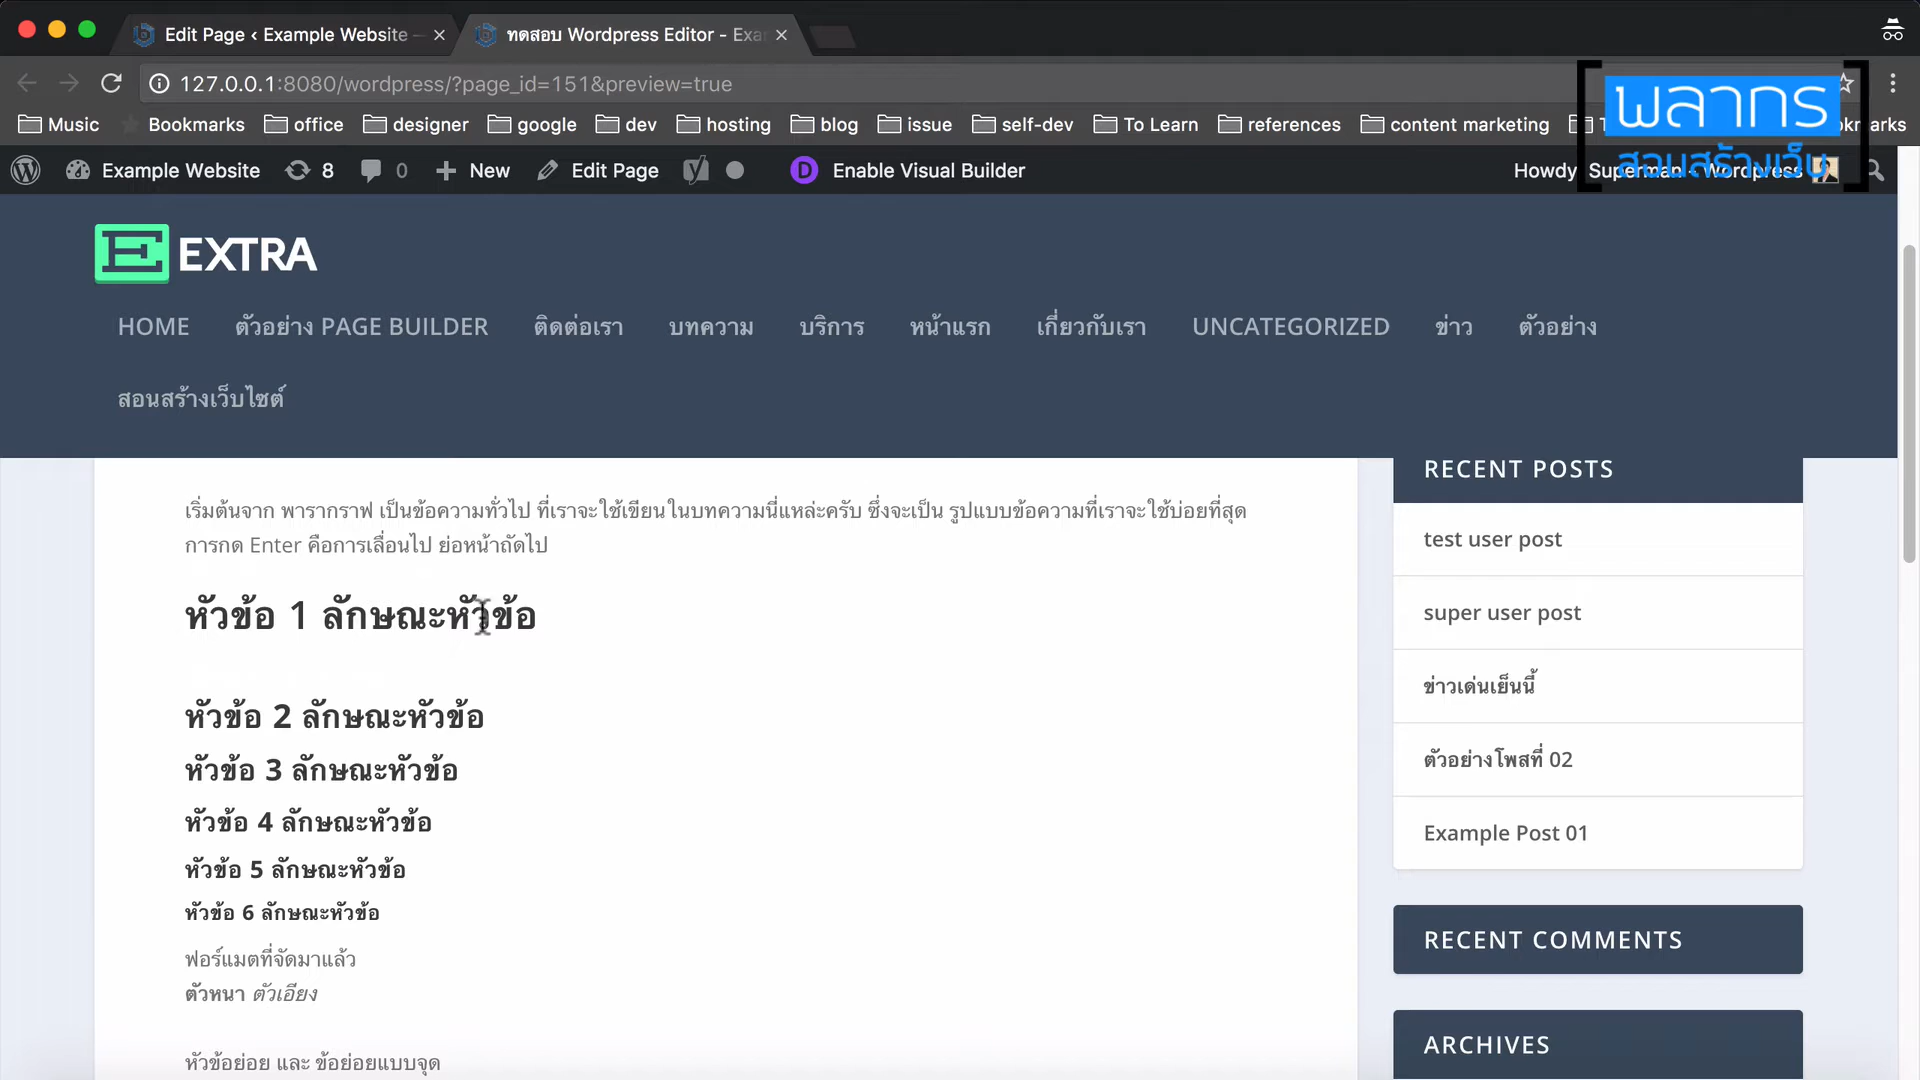 Edit Page ‹ Example Website —
ทดสอบ Wordpress Editor - Exa
127.0.0.1:8080/wordpress/?page_id=151&preview=true
Music Bookmarks office designer google dev hosting blog issue self-dev To Learn references content marketing
พลากร
สอนสร้างเว็บ
Example Website 8 0 New Edit Page Enable Visual Builder Howdy, Superman - Wordpress
EXTRA
HOME ตัวอย่าง PAGE BUILDER ติดต่อเรา บทความ บริการ หน้าแรก เกี่ยวกับเรา UNCATEGORIZED ข่าว ตัวอย่าง
สอนสร้างเว็บไซต์
เริ่มต้นจาก พารากราฟ เป็นข้อความทั่วไป ที่เราจะใช้เขียนในบทความนี่แหล่ะครับ ซึ่งจะเป็น รูปแบบข้อความที่เราจะใช้บ่อยที่สุด
การกด Enter คือการเลื่อนไป ย่อหน้าถัดไป
หัวข้อ 1 ลักษณะหัวข้อ
หัวข้อ 2 ลักษณะหัวข้อ
หัวข้อ 3 ลักษณะหัวข้อ
หัวข้อ 4 ลักษณะหัวข้อ
หัวข้อ 5 ลักษณะหัวข้อ
หัวข้อ 6 ลักษณะหัวข้อ
ฟอร์แมตที่จัดมาแล้ว
ตัวหนา ตัวเอียง
หัวข้อย่อย และ ข้อย่อยแบบจุด
RECENT POSTS
test user post
super user post
ข่าวเด่นเย็นนี้
ตัวอย่างโพสที่ 02
Example Post 01
RECENT COMMENTS
ARCHIVES